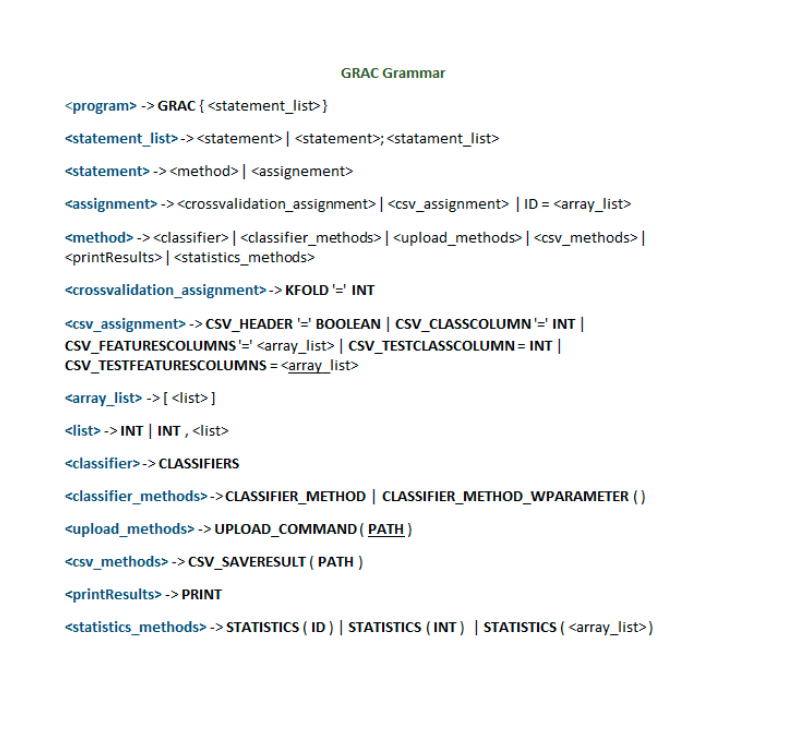 GRAC Grammar
<program> -> GRAC { <statement_list> }
<statement_list> -> <statement> | <statement>; <statament_list>
<statement> -> <method> | <assignement>
<assignment> -> <crossvalidation_assignment> | <csv_assignment> | ID = <array_list>
<method> -> <classifier> | <classifier_methods> | <upload_methods> | <csv_methods> |
<printResults> | <statistics_methods>
<crossvalidation_assignment> -> KFOLD '=' INT
<csv_assignment> -> CSV_HEADER '=' BOOLEAN | CSV_CLASSCOLUMN '=' INT |
CSV_FEATURESCOLUMNS '=' <array_list> | CSV_TESTCLASSCOLUMN = INT |
CSV_TESTFEATURESCOLUMNS = <array_list>
<array_list> -> [ <list> ]
<list> -> INT | INT , <list>
<classifier> -> CLASSIFIERS
<classifier_methods> -> CLASSIFIER_METHOD | CLASSIFIER_METHOD_WPARAMETER ( )
<upload_methods> -> UPLOAD_COMMAND ( PATH )
<csv_methods> -> CSV_SAVERESULT ( PATH )
<printResults> -> PRINT
<statistics_methods> -> STATISTICS ( ID ) | STATISTICS ( INT ) | STATISTICS ( <array_list> )